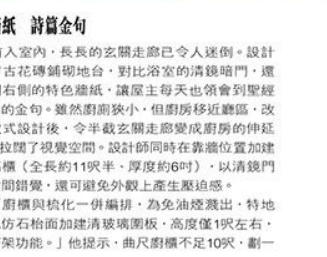 紙　詩篇金句
入室內，長長的玄關走廊已令人迷倒。設計
古花磚鋪砌地台，對比浴室的清鏡暗門，還
右側的特色牆紙，讓屋主每天也領會到聖經
的金句。雖然廚廁狹小，但廚房移近廳區，改
式設計後，令半截玄關走廊變成廚房的伸延
拉闊了視覺空間。設計師同時在靠牆位置加建
櫃（全長約11呎半、厚度約6吋），以清鏡門
間錯覺，還可避免外觀上產生壓迫感。
廚櫃與梳化一併編排，為免油煙濺出，特地
仿石枱面加建清玻璃圍板，高度僅1呎左右，
架功能。」他提示，曲尺廚櫃不足10呎，劃一